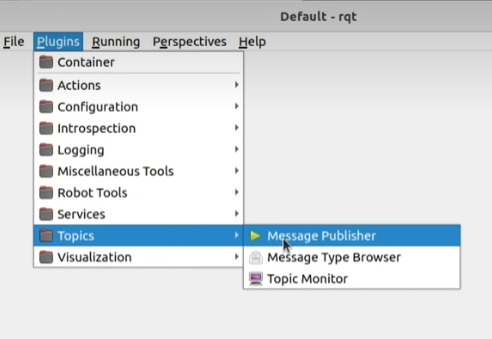 Default - rqt
File Plugins Running Perspectives Help
Container
Actions
Configuration
Introspection
Logging
Miscellaneous Tools
Robot Tools
Services
Topics
Visualization
Message Publisher
Message Type Browser
Topic Monitor